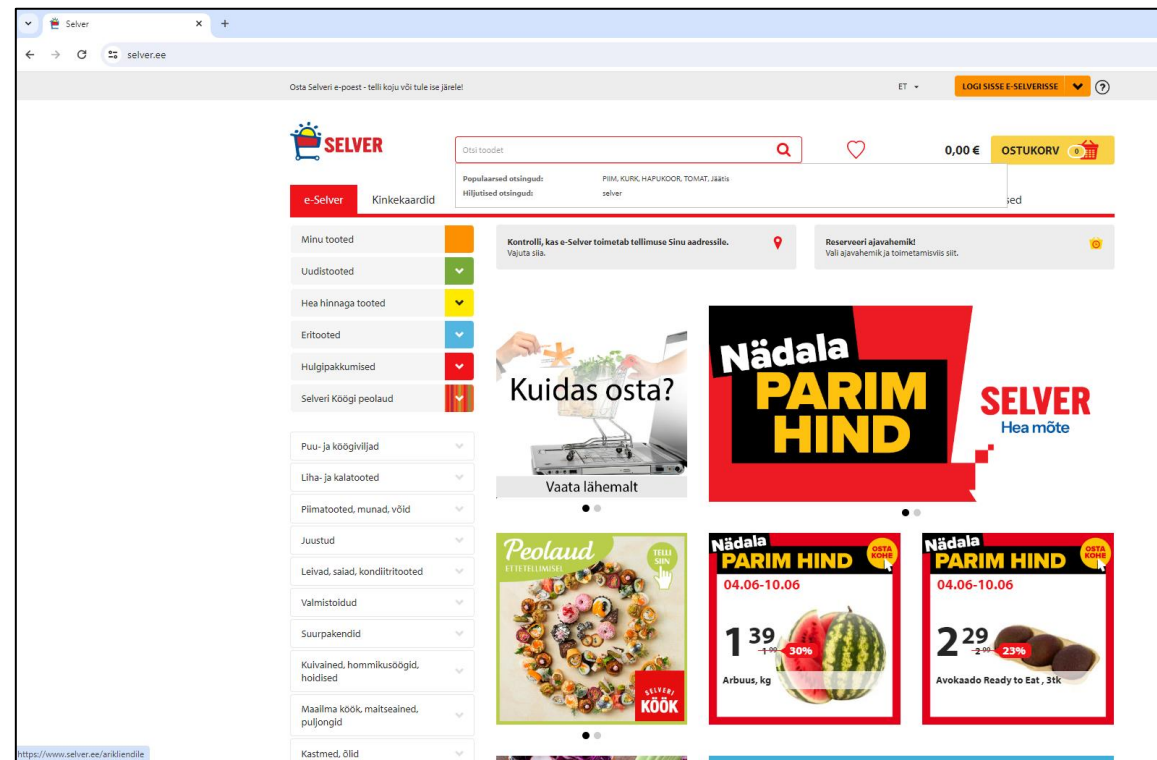 Selver
selver.ee
Osta Selveri e-poest - telli koju või tule ise järele!
ET
LOGI SISSE E-SELVERISSE
?
SELVER
Otsi toodet
0,00 €
OSTUKORV 0
Populaarsed otsingud: PIIM, KURK, HAPUKOOR, TOMAT, Jäätis
Hiljutised otsingud: selver
e-Selver Kinkekaardid sed
Minu tooted
Uudistooted
Hea hinnaga tooted
Eritooted
Hulgipakkumised
Selveri Köögi peolaud
Puu- ja köögiviljad
Liha- ja kalatooted
Piimatooted, munad, võid
Juustud
Leivad, saiad, kondiitritooted
Valmistoidud
Suurpakendid
Kuivained, hommikusöögid,
hoidised
Maailma köök, maitseained,
puljongid
Kastmed, õlid
Kontrolli, kas e-Selver toimetab tellimuse Sinu aadressile.
Vajuta siia.
Reserveeri ajavahemik!
Vali ajavahemik ja toimetamisviis siit.
Kuidas osta?
Vaata lähemalt
Nädala
PARIM
HIND
SELVER
Hea mõte
Peolaud
ETTETELLIMISEL
TELLI
SIIN
SELVERI
KÖÖK
Nädala
PARIM HIND
OSTA
KOHE
04.06-10.06
1 39
1 99
30%
Arbuus, kg
Nädala
PARIM HIND
OSTA
KOHE
04.06-10.06
2 29
2 99
23%
Avokaado Ready to Eat , 3tk
https://www.selver.ee/arikliendile